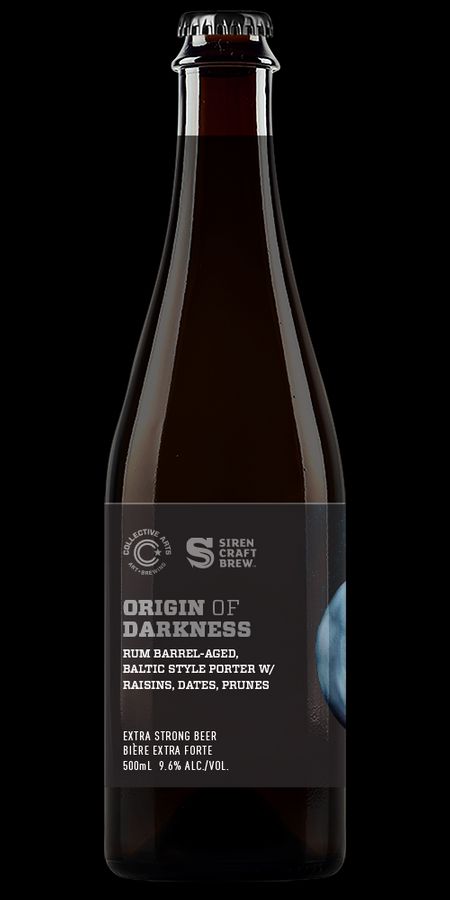 COLLECTIVE ARTS
ART • BREWING
SIREN
CRAFT
BREW™
ORIGIN OF
DARKNESS
RUM BARREL-AGED,
BALTIC STYLE PORTER W/
RAISINS, DATES, PRUNES
EXTRA STRONG BEER
BIÈRE EXTRA FORTE
500mL 9.6% ALC./VOL.